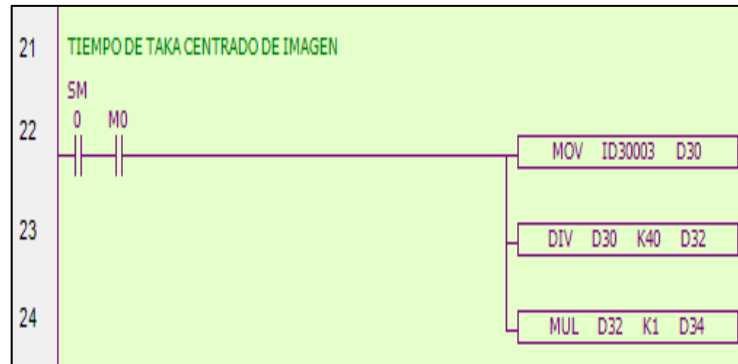 21 TIEMPO DE TAKA CENTRADO DE IMAGEN
SM
0 M0
22
MOV ID30003 D30
23 DIV D30 K40 D32
24 MUL D32 K1 D34